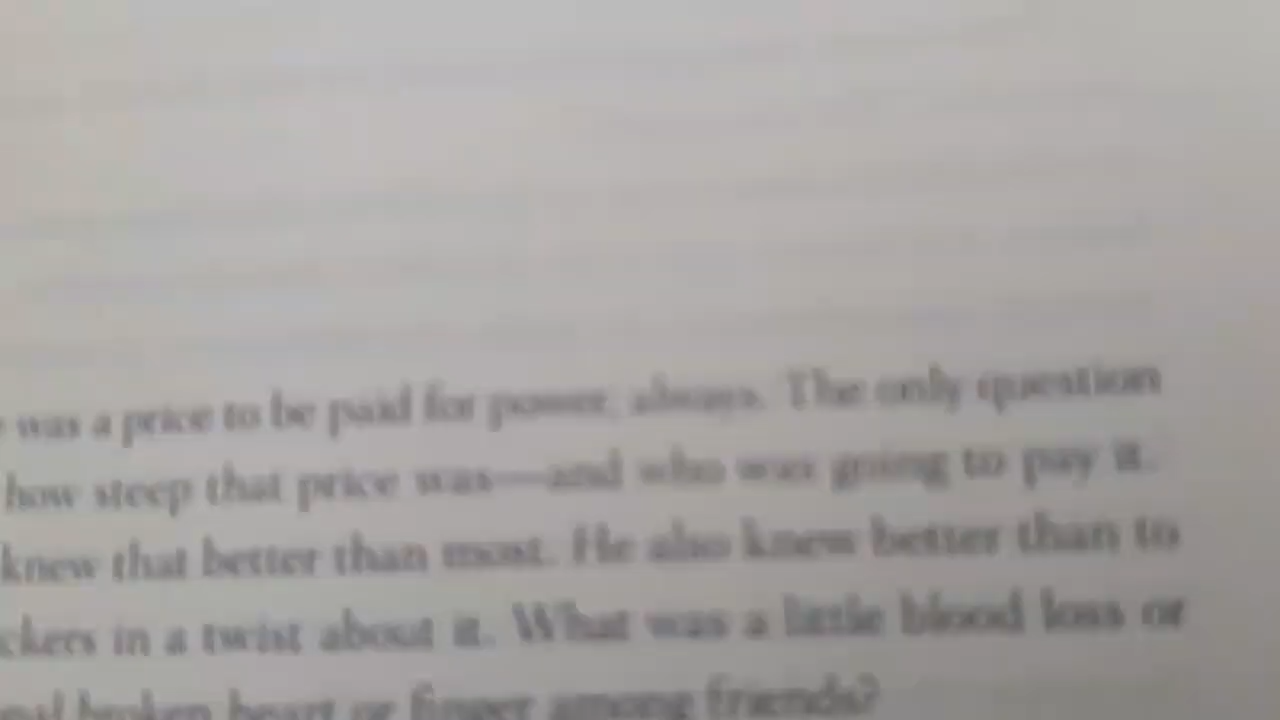 was a price to be paid for power, always. The only question
how steep that price was—and who was going to pay it.
knew that better than most. He also knew better than to
ckers in a twist about it. What was a little blood loss or
broken heart or finger among friends?